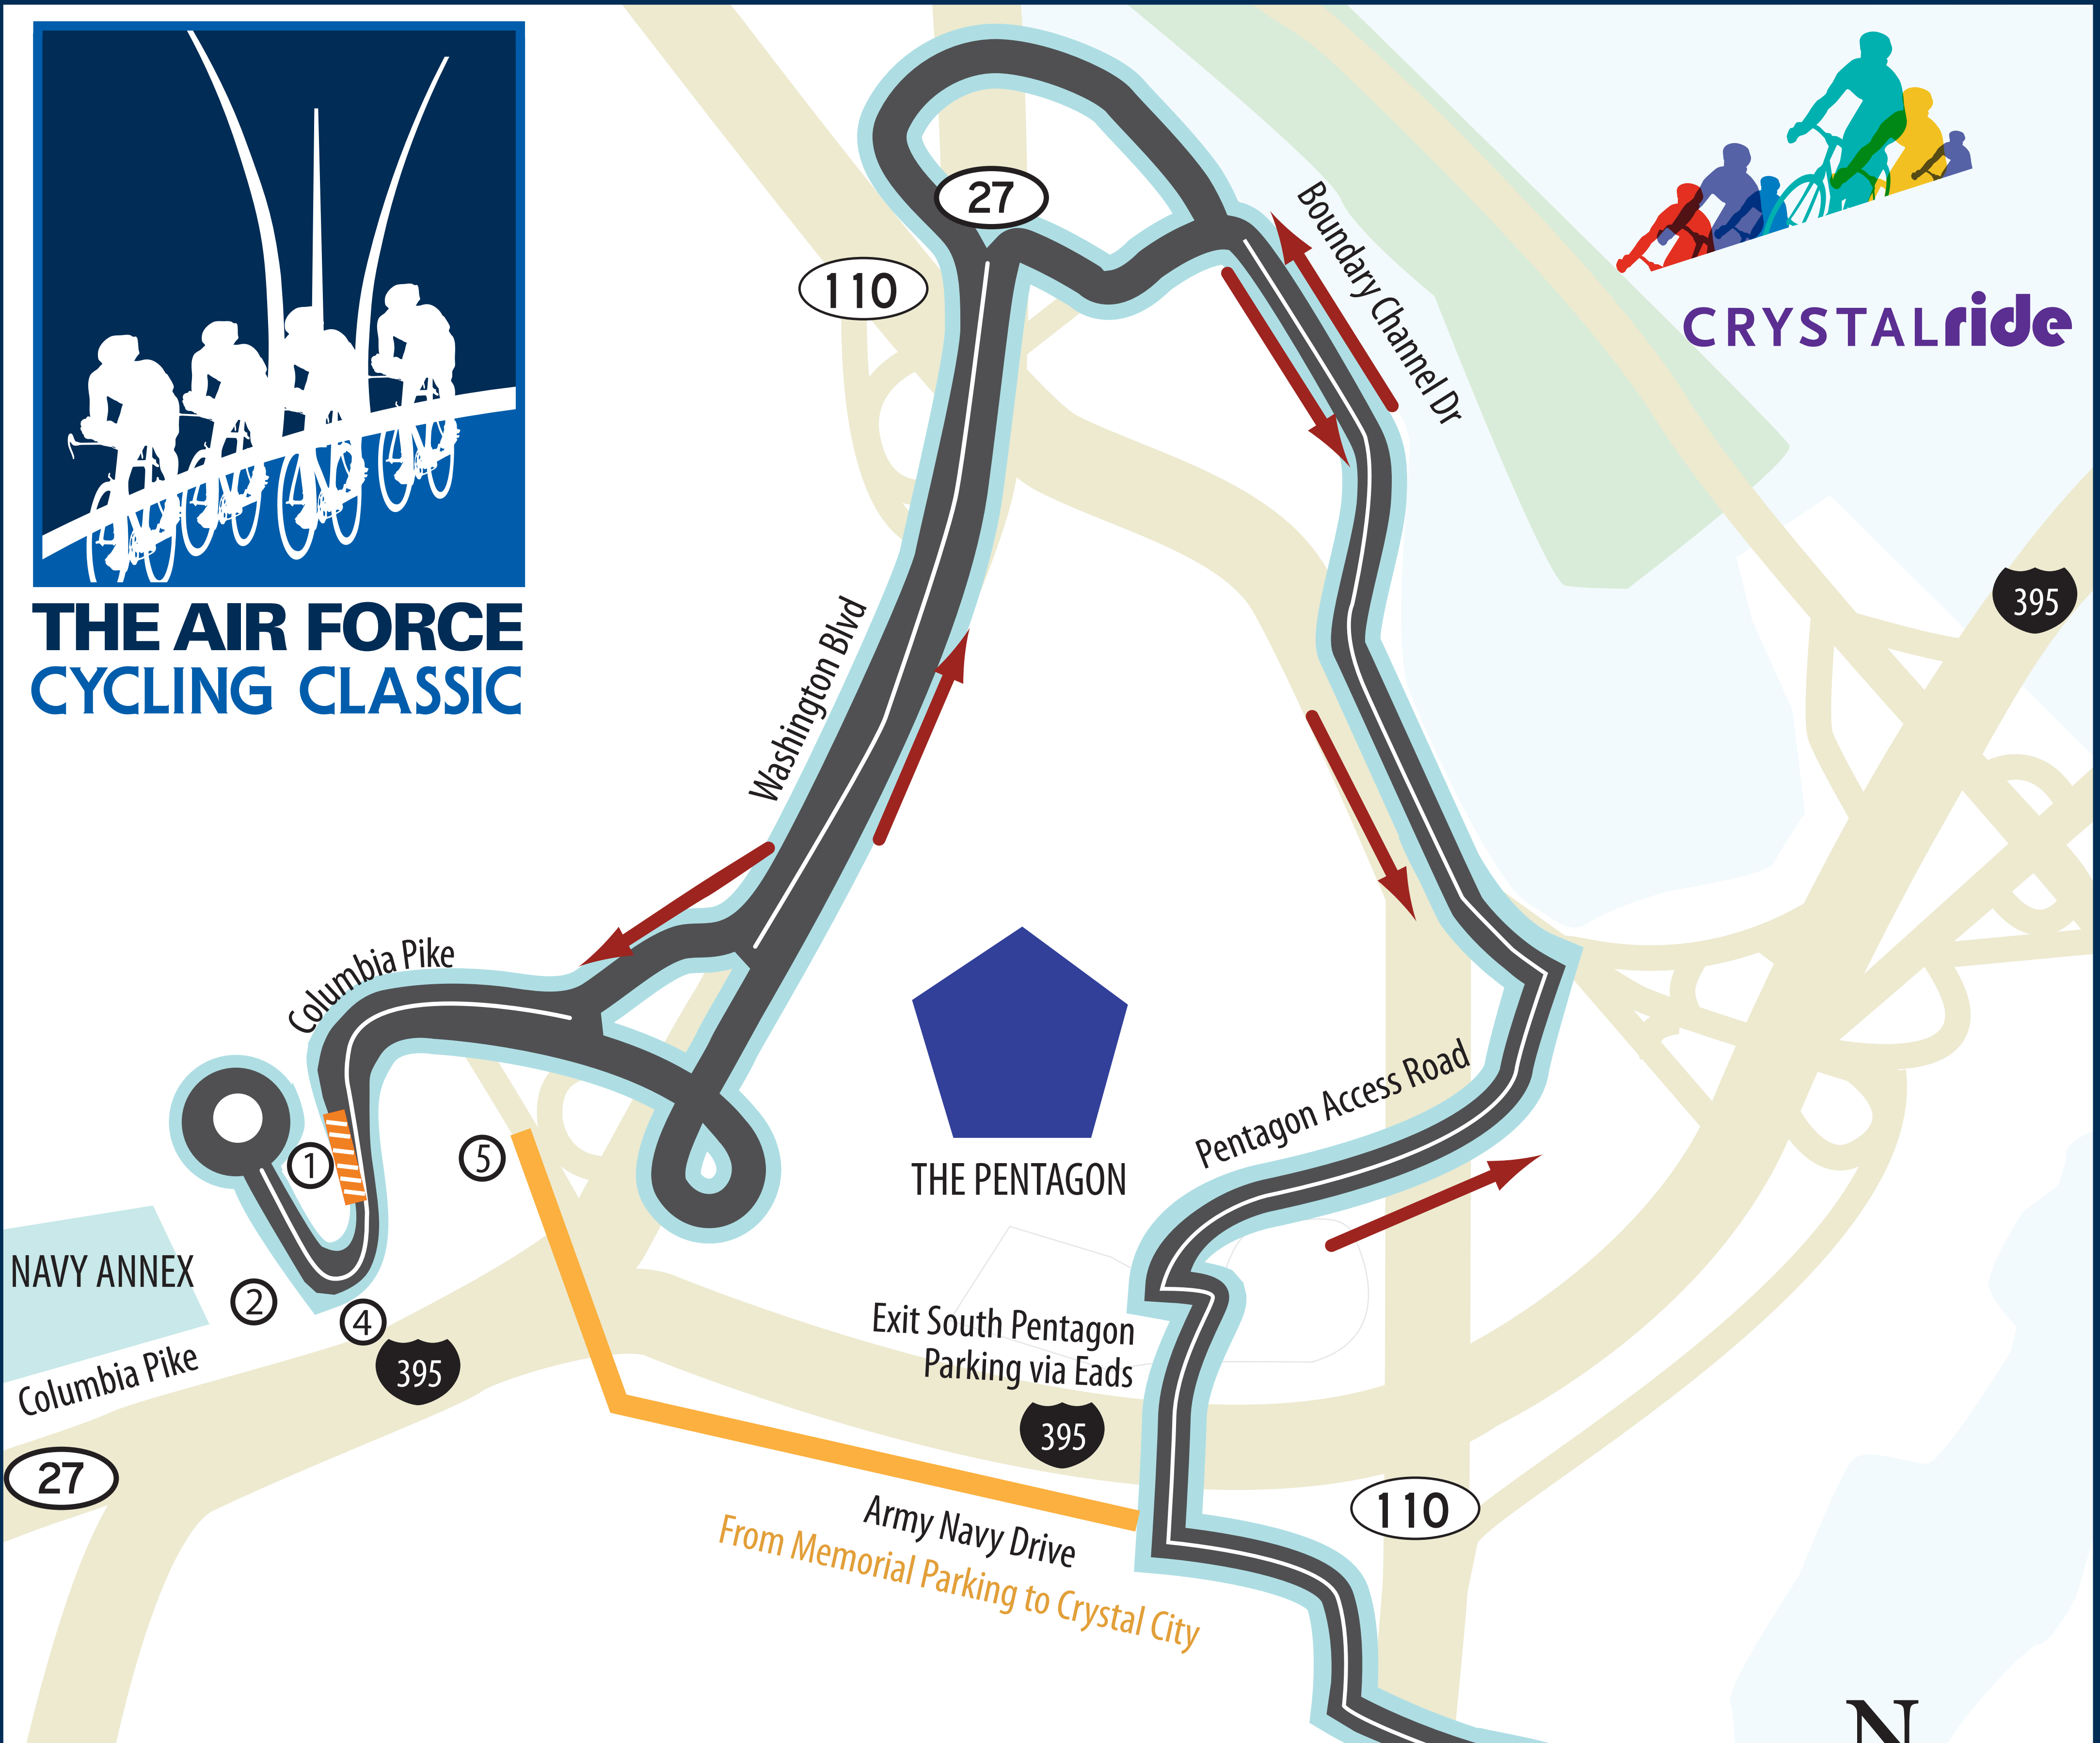 THE AIR FORCE
CYCLING CLASSIC
CRYSTALride
27
110
Boundary Channel Dr
395
Washington Blvd
Columbia Pike
Pentagon Access Road
1
5
THE PENTAGON
NAVY ANNEX
2
4
395
Columbia Pike
Exit South Pentagon
Parking via Eads
395
27
110
Army Navy Drive
From Memorial Parking to Crystal City
N